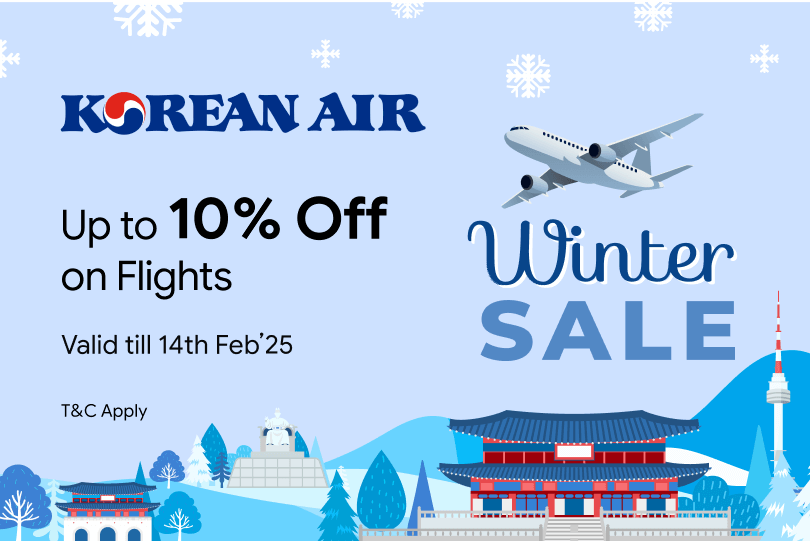 KOREAN AIR
Up to 10% Off
on Flights
Valid till 14th Feb’25
T&C Apply
Winter
SALE